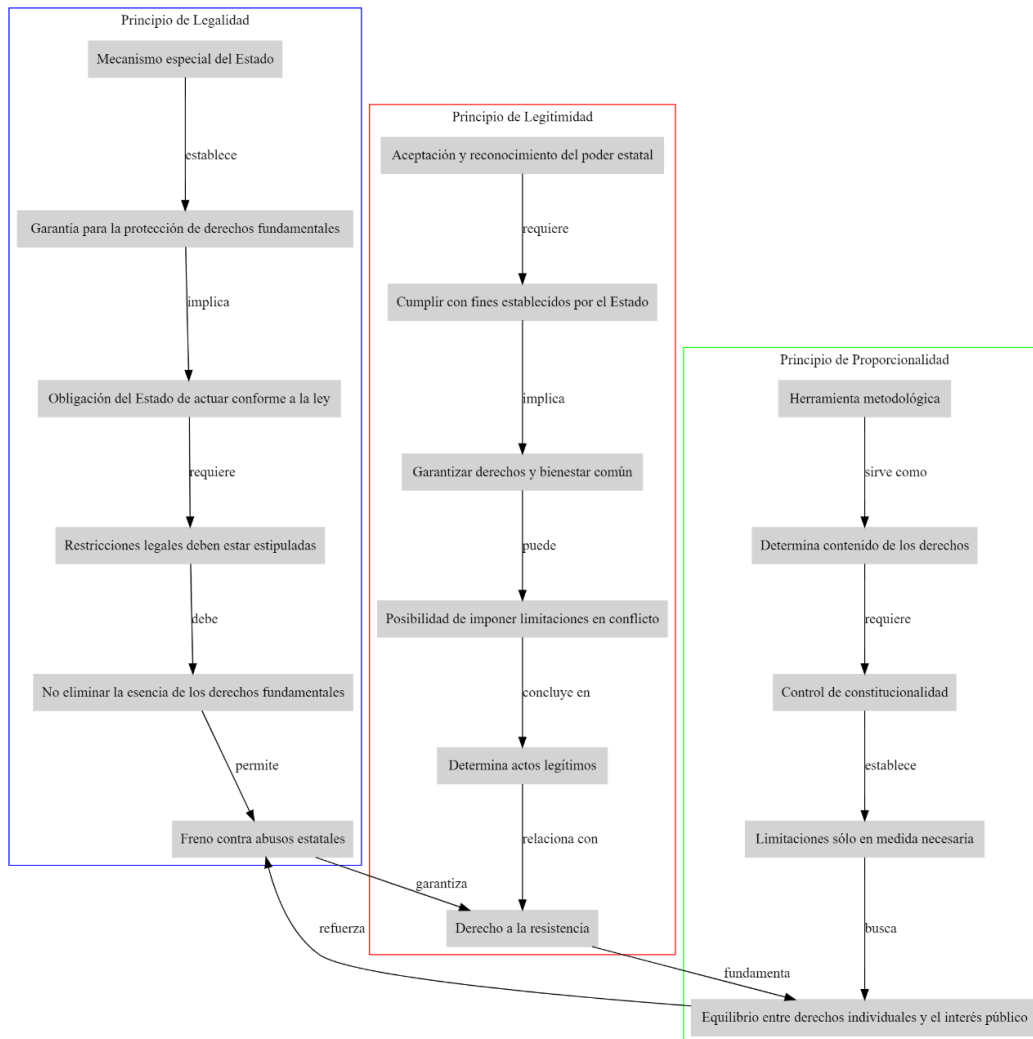 Principio de Legalidad
Mecanismo especial del Estado
establece
Garantía para la protección de derechos fundamentales
implica
Obligación del Estado de actuar conforme a la ley
requiere
Restricciones legales deben estar estipuladas
debe
No eliminar la esencia de los derechos fundamentales
permite
Freno contra abusos estatales
garantiza
Principio de Legitimidad
Aceptación y reconocimiento del poder estatal
requiere
Cumplir con fines establecidos por el Estado
implica
Garantizar derechos y bienestar común
puede
Posibilidad de imponer limitaciones en conflicto
concluye en
Determina actos legítimos
relaciona con
Derecho a la resistencia
fundamenta
Principio de Proporcionalidad
Herramienta metodológica
sirve como
Determina contenido de los derechos
requiere
Control de constitucionalidad
establece
Limitaciones sólo en medida necesaria
busca
Equilibrio entre derechos individuales y el interés público
refuerza